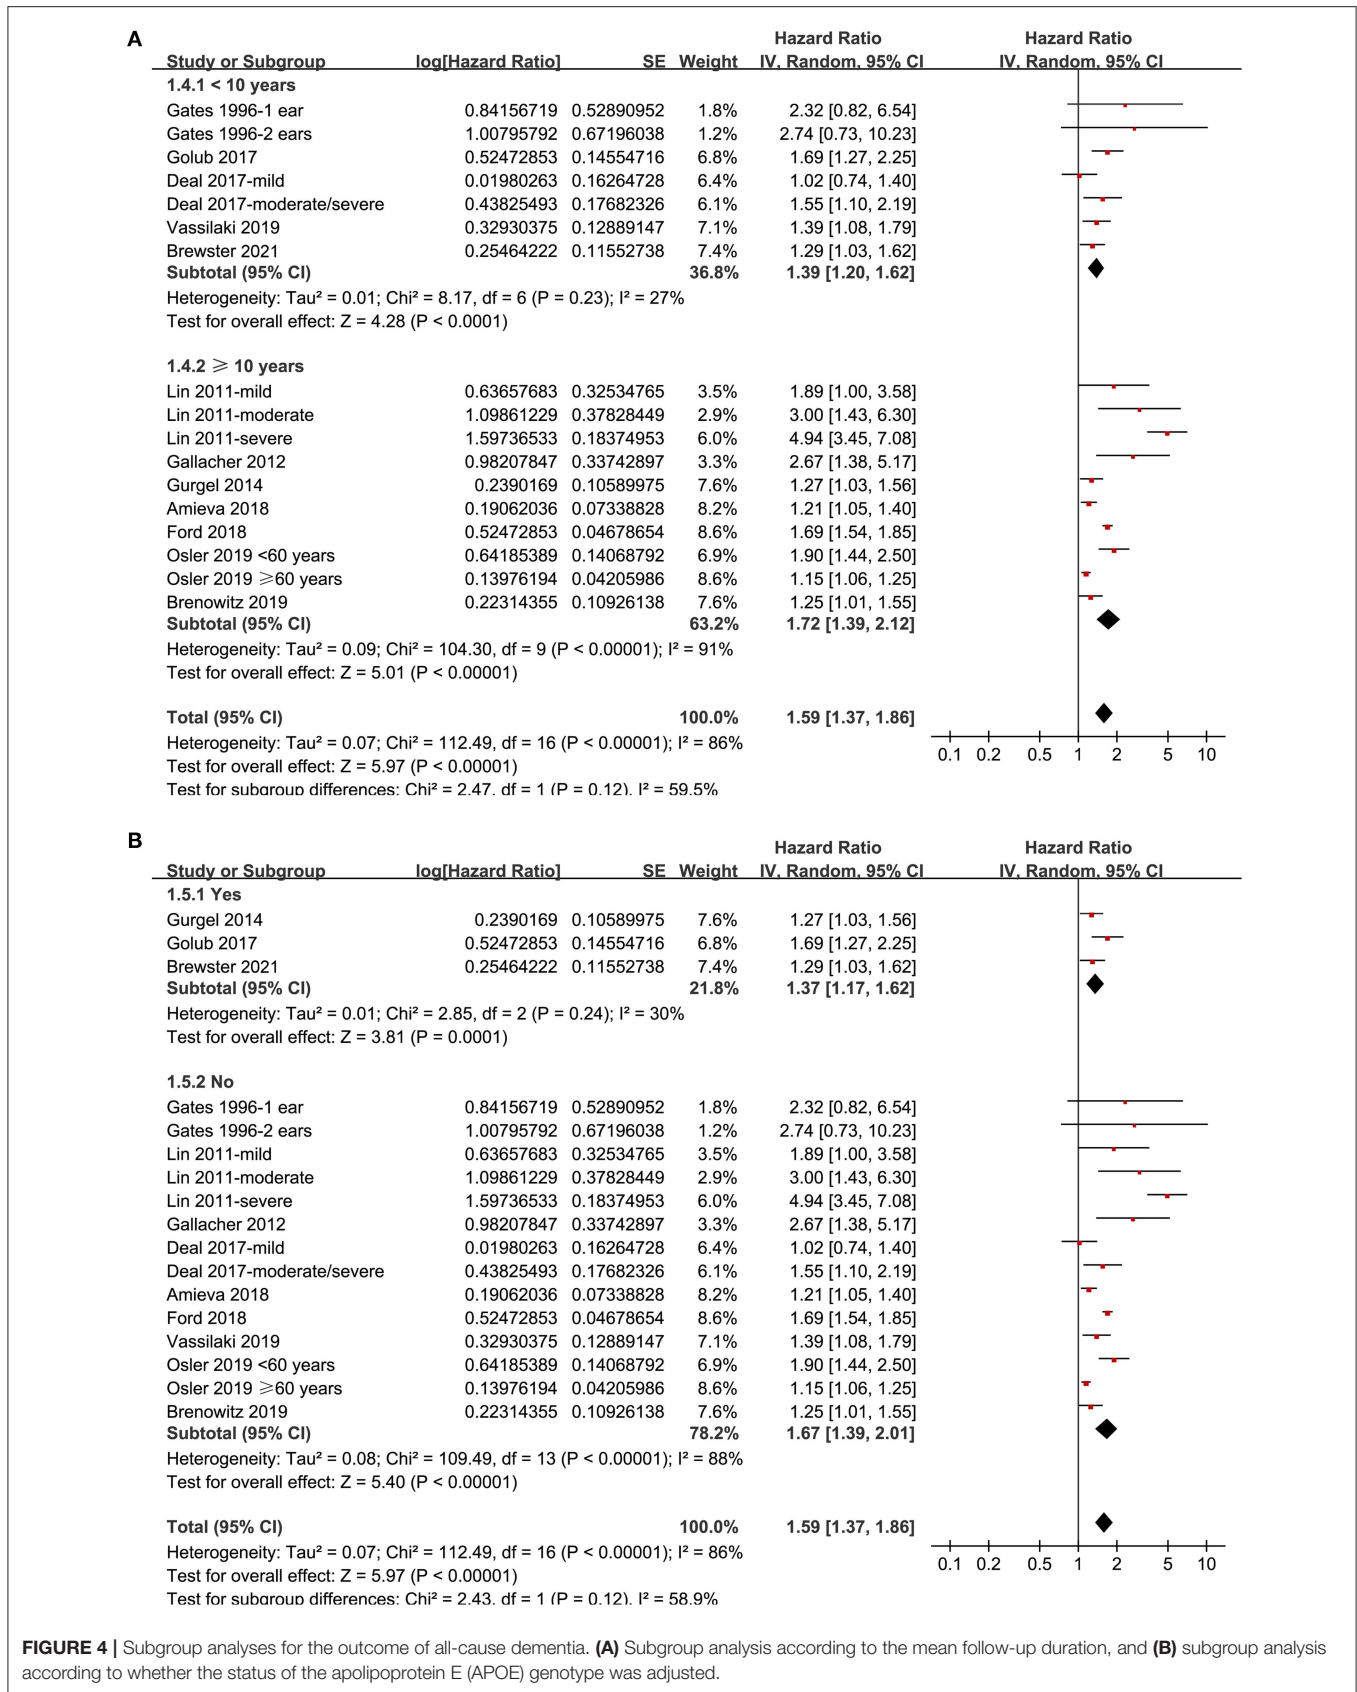 A
Hazard Ratio Hazard Ratio
Study or Subgroup log[Hazard Ratio] SE Weight IV, Random, 95% CI IV, Random, 95% CI
1.4.1 < 10 years
Gates 1996-1 ear 0.84156719 0.52890952 1.8% 2.32 [0.82, 6.54]
Gates 1996-2 ears 1.00795792 0.67196038 1.2% 2.74 [0.73, 10.23]
Golub 2017 0.52472853 0.14554716 6.8% 1.69 [1.27, 2.25]
Deal 2017-mild 0.01980263 0.16264728 6.4% 1.02 [0.74, 1.40]
Deal 2017-moderate/severe 0.43825493 0.17682326 6.1% 1.55 [1.10, 2.19]
Vassilaki 2019 0.32930375 0.12889147 7.1% 1.39 [1.08, 1.79]
Brewster 2021 0.25464222 0.11552738 7.4% 1.29 [1.03, 1.62]
Subtotal (95% CI) 36.8% 1.39 [1.20, 1.62]
Heterogeneity: Tau² = 0.01; Chi² = 8.17, df = 6 (P = 0.23); I² = 27%
Test for overall effect: Z = 4.28 (P < 0.0001)
1.4.2 ⩾ 10 years
Lin 2011-mild 0.63657683 0.32534765 3.5% 1.89 [1.00, 3.58]
Lin 2011-moderate 1.09861229 0.37828449 2.9% 3.00 [1.43, 6.30]
Lin 2011-severe 1.59736533 0.18374953 6.0% 4.94 [3.45, 7.08]
Gallacher 2012 0.98207847 0.33742897 3.3% 2.67 [1.38, 5.17]
Gurgel 2014 0.2390169 0.10589975 7.6% 1.27 [1.03, 1.56]
Amieva 2018 0.19062036 0.07338828 8.2% 1.21 [1.05, 1.40]
Ford 2018 0.52472853 0.04678654 8.6% 1.69 [1.54, 1.85]
Osler 2019 <60 years 0.64185389 0.14068792 6.9% 1.90 [1.44, 2.50]
Osler 2019 ⩾60 years 0.13976194 0.04205986 8.6% 1.15 [1.06, 1.25]
Brenowitz 2019 0.22314355 0.10926138 7.6% 1.25 [1.01, 1.55]
Subtotal (95% CI) 63.2% 1.72 [1.39, 2.12]
Heterogeneity: Tau² = 0.09; Chi² = 104.30, df = 9 (P < 0.00001); I² = 91%
Test for overall effect: Z = 5.01 (P < 0.00001)
Total (95% CI) 100.0% 1.59 [1.37, 1.86]
Heterogeneity: Tau² = 0.07; Chi² = 112.49, df = 16 (P < 0.00001); I² = 86%
0.1 0.2 0.5 1 2 5 10
Test for overall effect: Z = 5.97 (P < 0.00001)
Test for subgroup differences: Chi² = 2.47, df = 1 (P = 0.12), I² = 59.5%
B
Hazard Ratio Hazard Ratio
Study or Subgroup log[Hazard Ratio] SE Weight IV, Random, 95% CI IV, Random, 95% CI
1.5.1 Yes
Gurgel 2014 0.2390169 0.10589975 7.6% 1.27 [1.03, 1.56]
Golub 2017 0.52472853 0.14554716 6.8% 1.69 [1.27, 2.25]
Brewster 2021 0.25464222 0.11552738 7.4% 1.29 [1.03, 1.62]
Subtotal (95% CI) 21.8% 1.37 [1.17, 1.62]
Heterogeneity: Tau² = 0.01; Chi² = 2.85, df = 2 (P = 0.24); I² = 30%
Test for overall effect: Z = 3.81 (P = 0.0001)
1.5.2 No
Gates 1996-1 ear 0.84156719 0.52890952 1.8% 2.32 [0.82, 6.54]
Gates 1996-2 ears 1.00795792 0.67196038 1.2% 2.74 [0.73, 10.23]
Lin 2011-mild 0.63657683 0.32534765 3.5% 1.89 [1.00, 3.58]
Lin 2011-moderate 1.09861229 0.37828449 2.9% 3.00 [1.43, 6.30]
Lin 2011-severe 1.59736533 0.18374953 6.0% 4.94 [3.45, 7.08]
Gallacher 2012 0.98207847 0.33742897 3.3% 2.67 [1.38, 5.17]
Deal 2017-mild 0.01980263 0.16264728 6.4% 1.02 [0.74, 1.40]
Deal 2017-moderate/severe 0.43825493 0.17682326 6.1% 1.55 [1.10, 2.19]
Amieva 2018 0.19062036 0.07338828 8.2% 1.21 [1.05, 1.40]
Ford 2018 0.52472853 0.04678654 8.6% 1.69 [1.54, 1.85]
Vassilaki 2019 0.32930375 0.12889147 7.1% 1.39 [1.08, 1.79]
Osler 2019 <60 years 0.64185389 0.14068792 6.9% 1.90 [1.44, 2.50]
Osler 2019 ⩾60 years 0.13976194 0.04205986 8.6% 1.15 [1.06, 1.25]
Brenowitz 2019 0.22314355 0.10926138 7.6% 1.25 [1.01, 1.55]
Subtotal (95% CI) 78.2% 1.67 [1.39, 2.01]
Heterogeneity: Tau² = 0.08; Chi² = 109.49, df = 13 (P < 0.00001); I² = 88%
Test for overall effect: Z = 5.40 (P < 0.00001)
Total (95% CI) 100.0% 1.59 [1.37, 1.86]
Heterogeneity: Tau² = 0.07; Chi² = 112.49, df = 16 (P < 0.00001); I² = 86%
0.1 0.2 0.5 1 2 5 10
Test for overall effect: Z = 5.97 (P < 0.00001)
Test for subgroup differences: Chi² = 2.43, df = 1 (P = 0.12), I² = 58.9%
FIGURE 4 | Subgroup analyses for the outcome of all-cause dementia. (A) Subgroup analysis according to the mean follow-up duration, and (B) subgroup analysis
according to whether the status of the apolipoprotein E (APOE) genotype was adjusted.